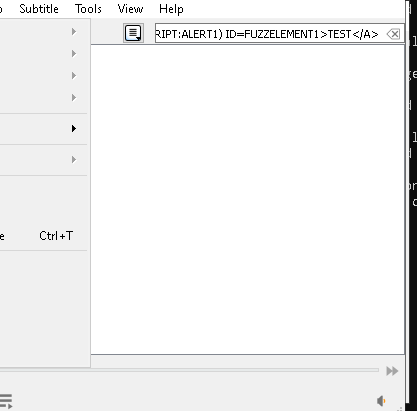 Subtitle Tools View Help
RIPT:ALERT1) ID=FUZZELEMENT1>TEST</A>
Ctrl+T